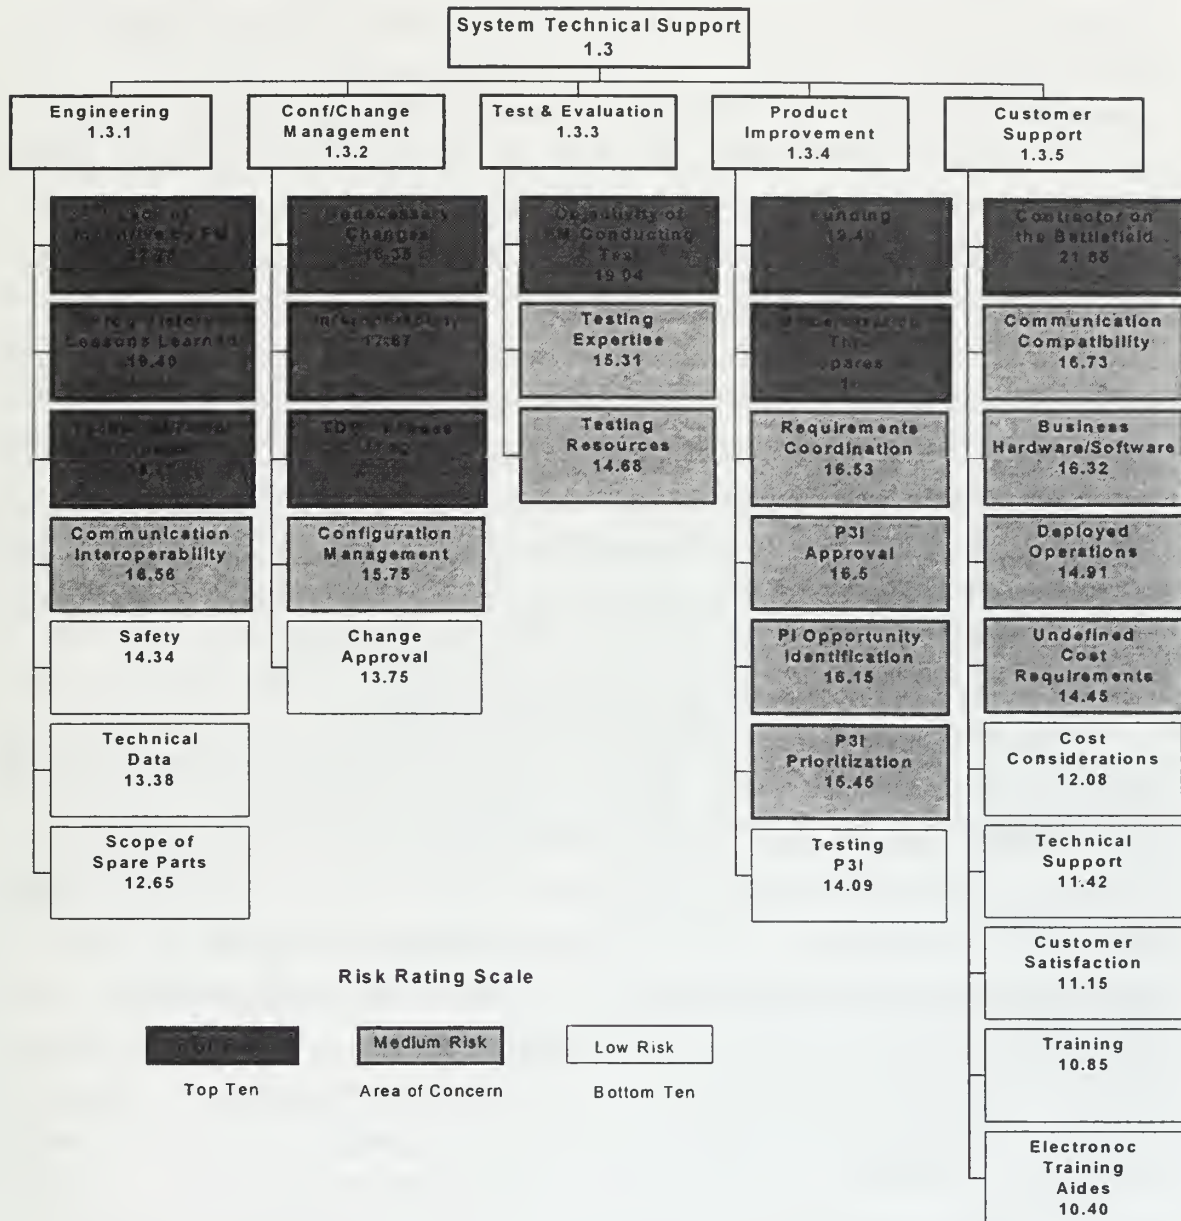 System Technical Support
1.3
Engineering
1.3.1
Conf/Change
Management
1.3.2
Test & Evaluation
1.3.3
Product
Improvement
1.3.4
Customer
Support
1.3.5
Lack of
Incentive by PM
Lessons Learned
19.40
Communication
Interoperability
16.56
Safety
14.34
Technical
Data
13.38
Scope of
Spare Parts
12.65
Unnecessary
Changes
Interoperability
17.67
Configuration
Management
15.75
Change
Approval
13.75
Objectivity of
PM Conducting
Test
19.04
Testing
Expertise
15.31
Testing
Resources
14.68
Funding
Requirements
Coordination
16.53
P3I
Approval
16.5
PI Opportunity
Identification
16.15
P3I
Prioritization
15.45
Testing
P3I
14.09
Contractor on
the Battlefield
Communication
Compatibility
16.73
Business
Hardware/Software
16.32
Deployed
Operations
14.91
Undefined
Cost
Requirements
14.45
Cost
Considerations
12.08
Technical
Support
11.42
Customer
Satisfaction
11.15
Training
10.85
Electronoc
Training
Aides
10.40
Risk Rating Scale
Medium Risk
Low Risk
Top Ten
Area of Concern
Bottom Ten